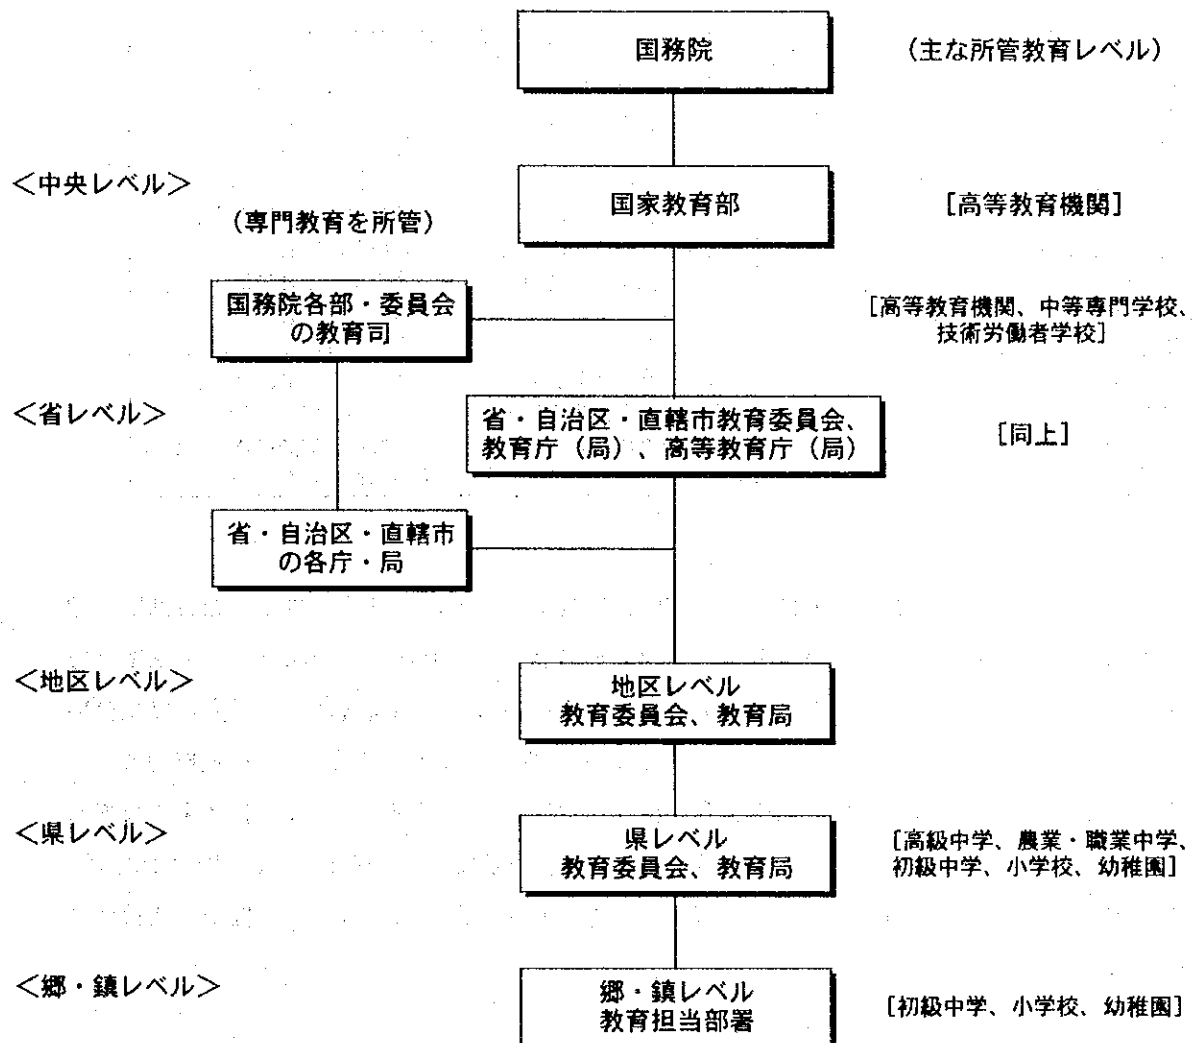 国務院
（主な所管教育レベル）
＜中央レベル＞
国家教育部
［高等教育機関］
（専門教育を所管）
国務院各部・委員会
の教育司
［高等教育機関、中等専門学校、
技術労働者学校］
＜省レベル＞
省・自治区・直轄市教育委員会、
教育庁（局）、高等教育庁（局）
［同上］
省・自治区・直轄市
の各庁・局
＜地区レベル＞
地区レベル
教育委員会、教育局
＜県レベル＞
県レベル
教育委員会、教育局
［高級中学、農業・職業中学、
初級中学、小学校、幼稚園］
＜郷・鎮レベル＞
郷・鎮レベル
教育担当部署
［初級中学、小学校、幼稚園］